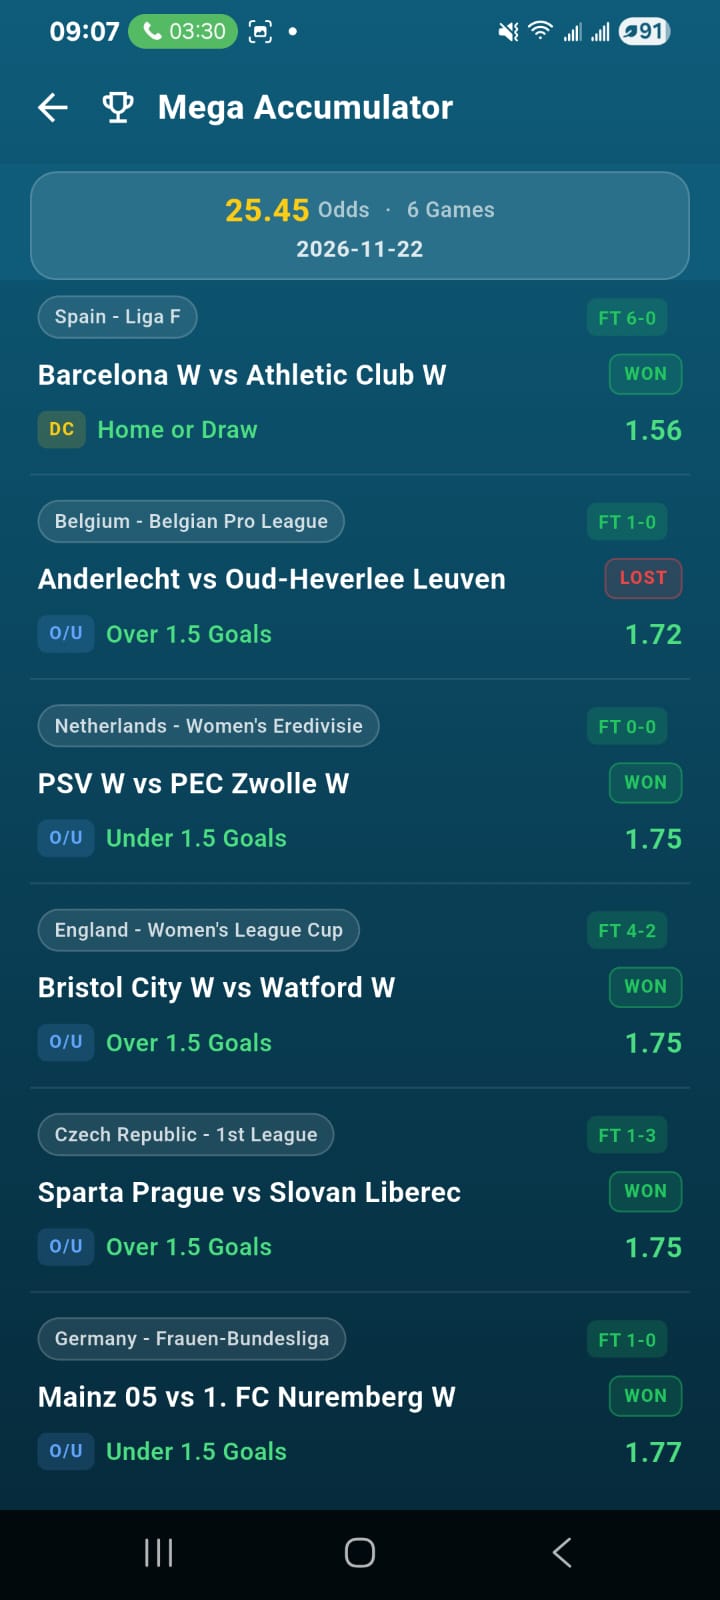 09:07 03:30 91
Mega Accumulator
25.45 Odds · 6 Games
2026-11-22
Spain - Liga F FT 6-0
Barcelona W vs Athletic Club W WON
DC Home or Draw 1.56
Belgium - Belgian Pro League FT 1-0
Anderlecht vs Oud-Heverlee Leuven LOST
O/U Over 1.5 Goals 1.72
Netherlands - Women's Eredivisie FT 0-0
PSV W vs PEC Zwolle W WON
O/U Under 1.5 Goals 1.75
England - Women's League Cup FT 4-2
Bristol City W vs Watford W WON
O/U Over 1.5 Goals 1.75
Czech Republic - 1st League FT 1-3
Sparta Prague vs Slovan Liberec WON
O/U Over 1.5 Goals 1.75
Germany - Frauen-Bundesliga FT 1-0
Mainz 05 vs 1. FC Nuremberg W WON
O/U Under 1.5 Goals 1.77